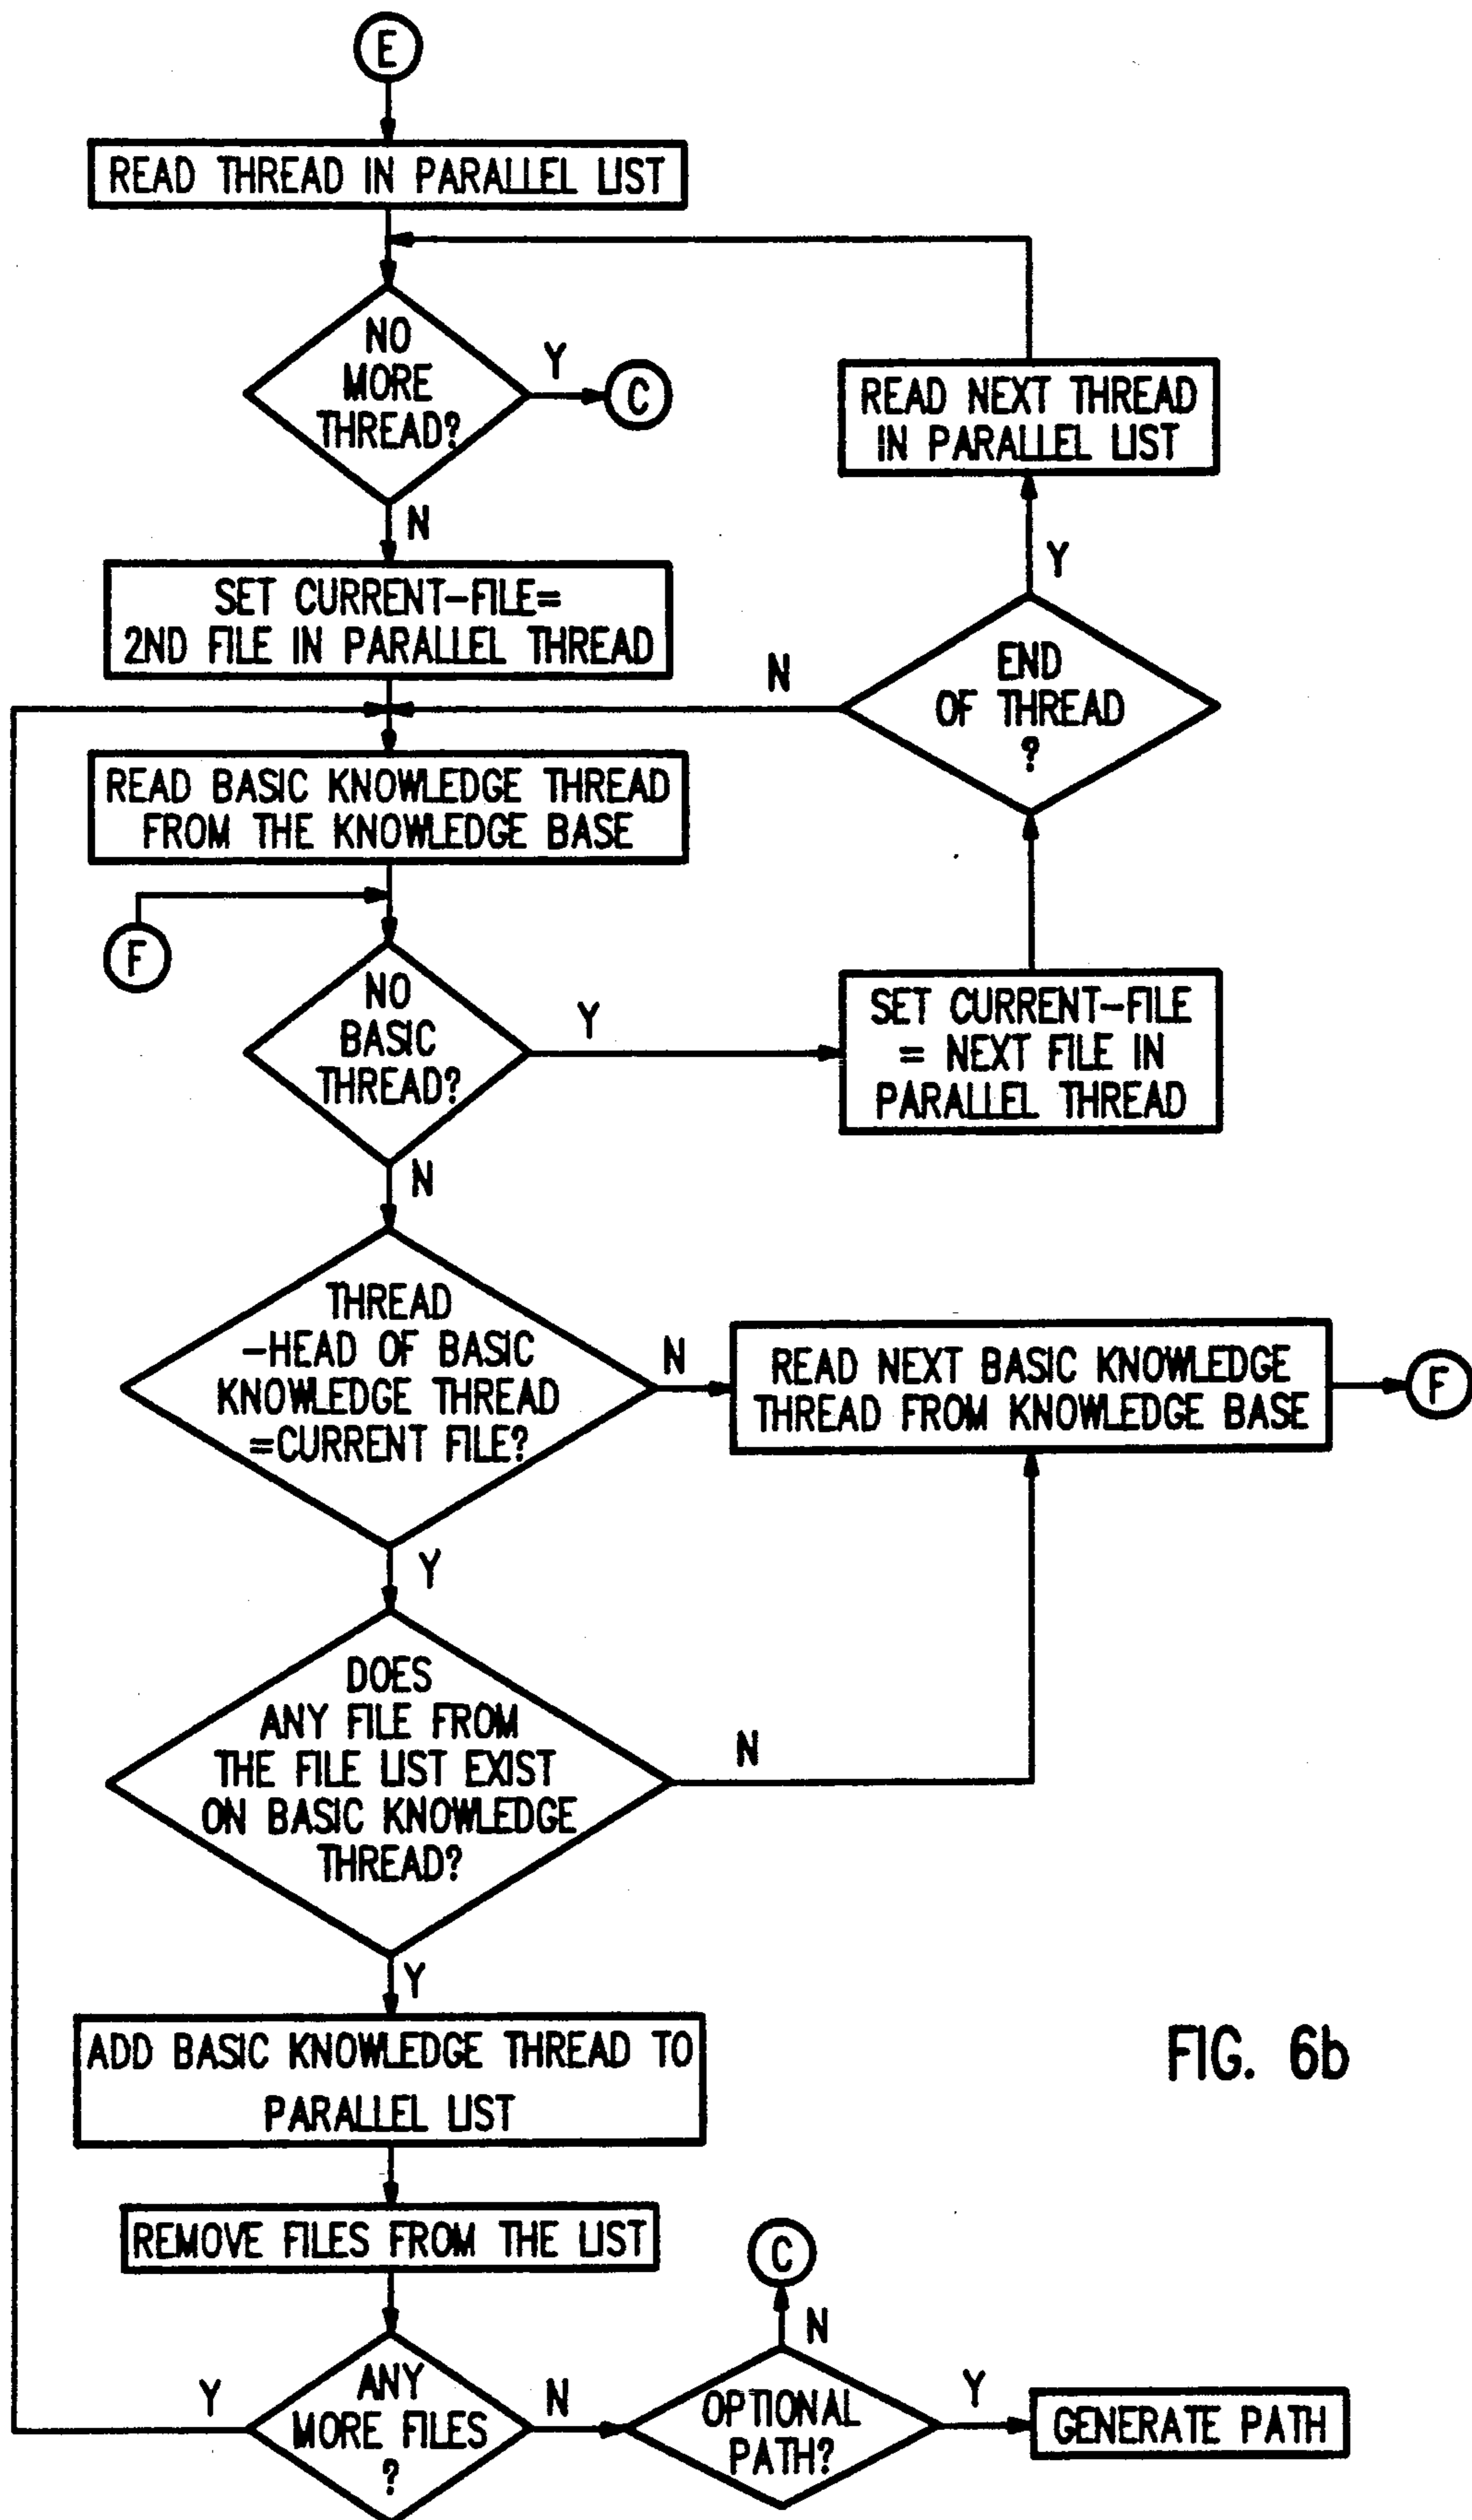 E
READ THREAD IN PARALLEL LIST
NO
MORE
THREAD?
Y
C
N
READ NEXT THREAD
IN PARALLEL LIST
Y
SET CURRENT-FILE=
2ND FILE IN PARALLEL THREAD
N
END
OF THREAD
?
READ BASIC KNOWLEDGE THREAD
FROM THE KNOWLEDGE BASE
F
NO
BASIC
THREAD?
Y
SET CURRENT-FILE
= NEXT FILE IN
PARALLEL THREAD
N
THREAD
-HEAD OF BASIC
KNOWLEDGE THREAD
=CURRENT FILE?
N
READ NEXT BASIC KNOWLEDGE
THREAD FROM KNOWLEDGE BASE
F
Y
DOES
ANY FILE FROM
THE FILE LIST EXIST
ON BASIC KNOWLEDGE
THREAD?
N
Y
ADD BASIC KNOWLEDGE THREAD TO
PARALLEL LIST
FIG. 6b
REMOVE FILES FROM THE LIST
C
N
Y
ANY
MORE FILES
?
N
OPTIONAL
PATH?
Y
GENERATE PATH